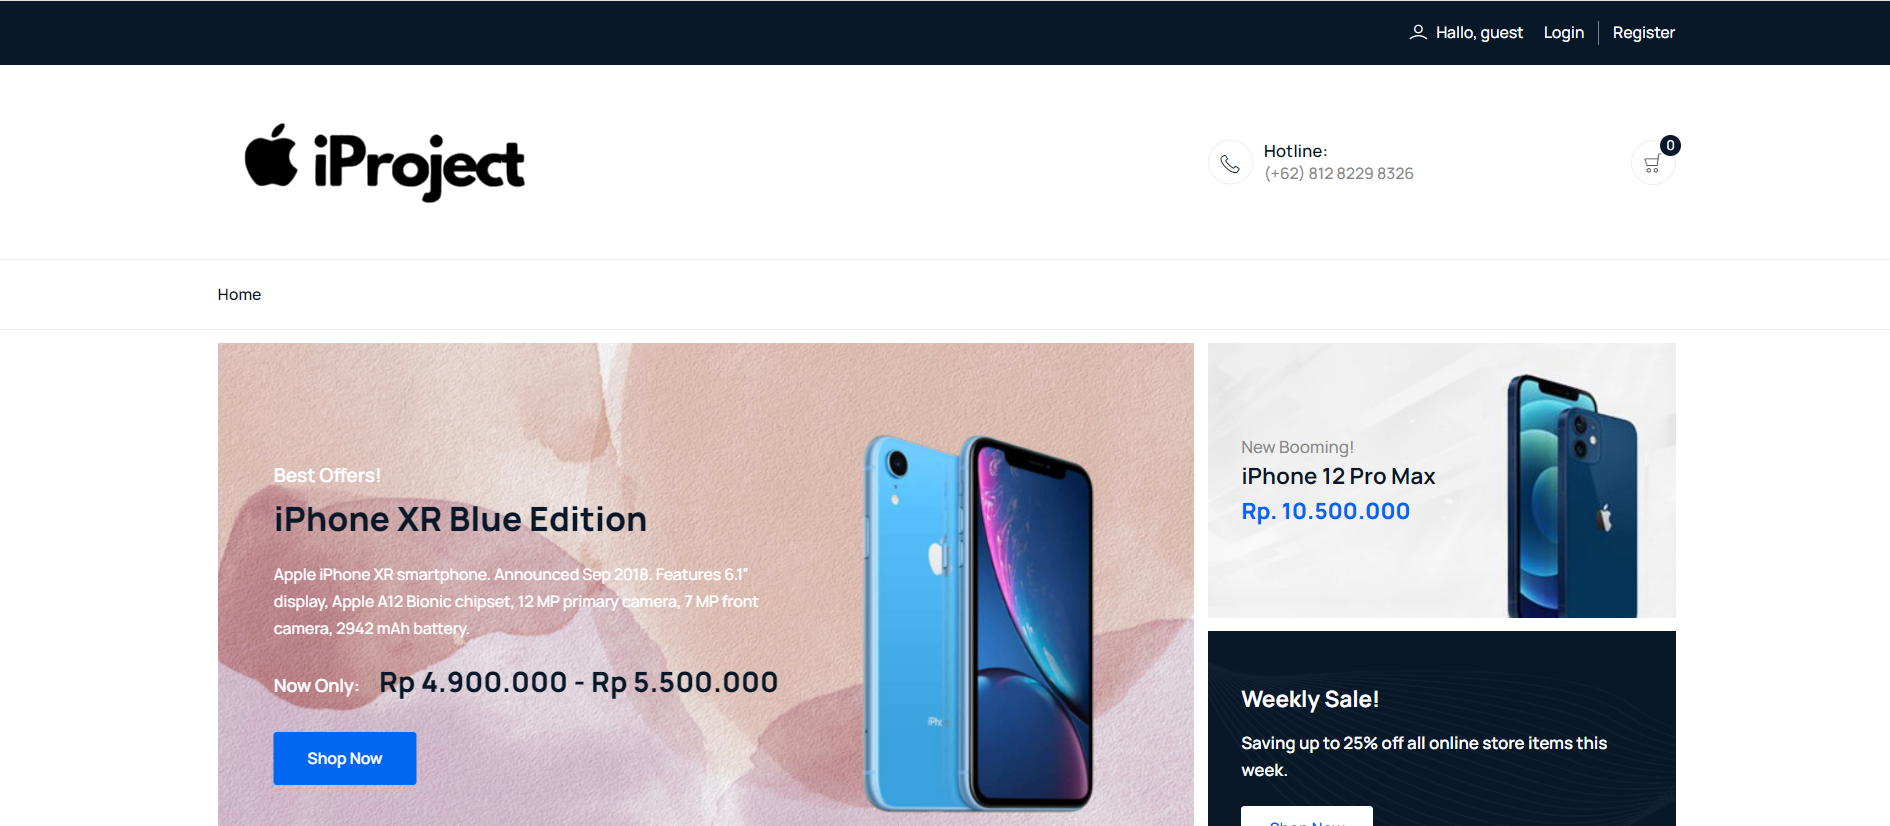 Hallo, guest
Login
Register
iProject
Hotline:
(+62) 812 8229 8326
0
Home
Best Offers!
iPhone XR Blue Edition
Apple iPhone XR smartphone. Announced Sep 2018. Features 6.1″
display, Apple A12 Bionic chipset, 12 MP primary camera, 7 MP front
camera, 2942 mAh battery.
Now Only: Rp 4.900.000 - Rp 5.500.000
Shop Now
New Booming!
iPhone 12 Pro Max
Rp. 10.500.000
Weekly Sale!
Saving up to 25% off all online store items this
week.
Shop Now